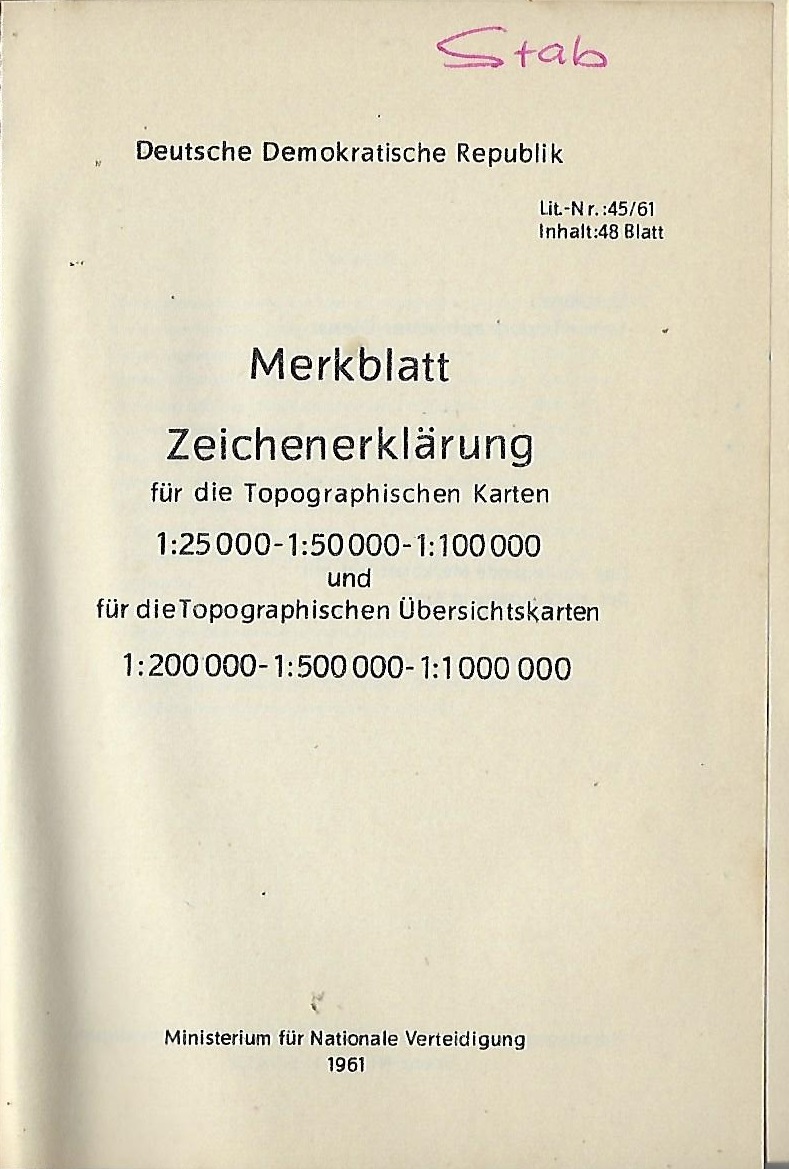 Stab
Deutsche Demokratische Republik
Lit.-Nr.:45/61
Inhalt:48 Blatt
Merkblatt
Zeichenerklärung
für die Topographischen Karten
1:25 000-1:50 000-1:100 000
und
für die Topographischen Übersichtskarten
1:200 000-1:500 000-1:1 000 000
Ministerium für Nationale Verteidigung
1961